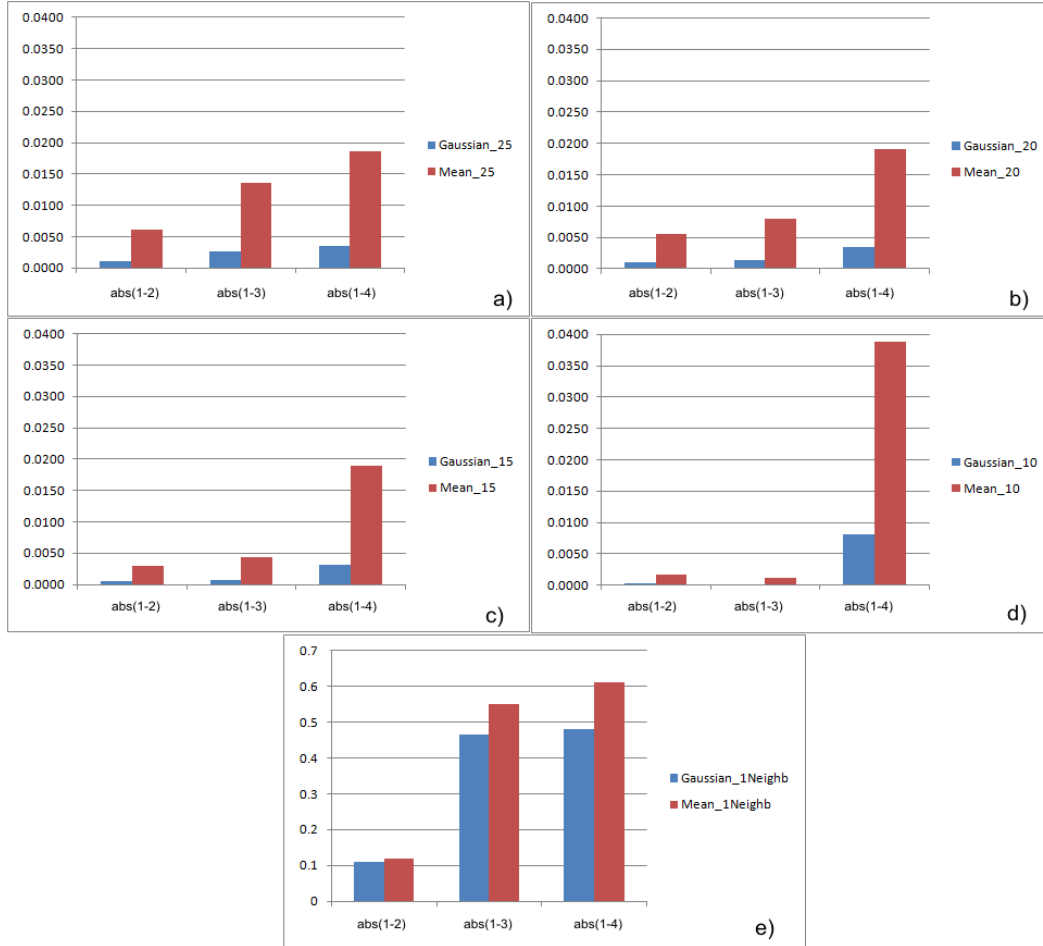 0.0400
0.0350
0.0300
0.0250
0.0200
0.0150
0.0100
0.0050
0.0000
abs(1-2) abs(1-3) abs(1-4)
Gaussian_25
Mean_25
a)
0.0400
0.0350
0.0300
0.0250
0.0200
0.0150
0.0100
0.0050
0.0000
abs(1-2) abs(1-3) abs(1-4)
Gaussian_20
Mean_20
b)
0.0400
0.0350
0.0300
0.0250
0.0200
0.0150
0.0100
0.0050
0.0000
abs(1-2) abs(1-3) abs(1-4)
Gaussian_15
Mean_15
c)
0.0400
0.0350
0.0300
0.0250
0.0200
0.0150
0.0100
0.0050
0.0000
abs(1-2) abs(1-3) abs(1-4)
Gaussian_10
Mean_10
d)
0.7
0.6
0.5
0.4
0.3
0.2
0.1
0
abs(1-2) abs(1-3) abs(1-4)
Gaussian_1Neighb
Mean_1Neighb
e)